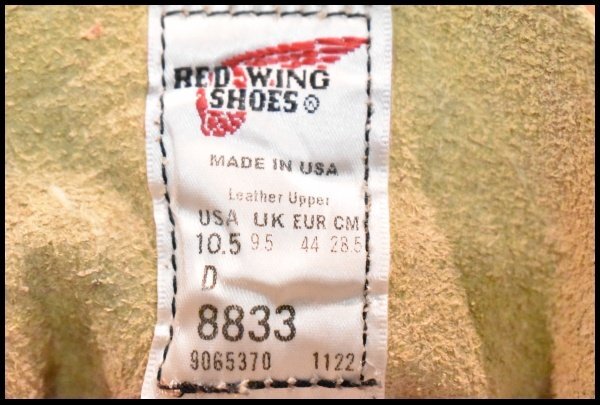 RED WING
SHOES®
MADE IN USA
Leather Upper
USA UK EUR CM
10.5 9.5 44 28.5
D
8833
9065370 1122